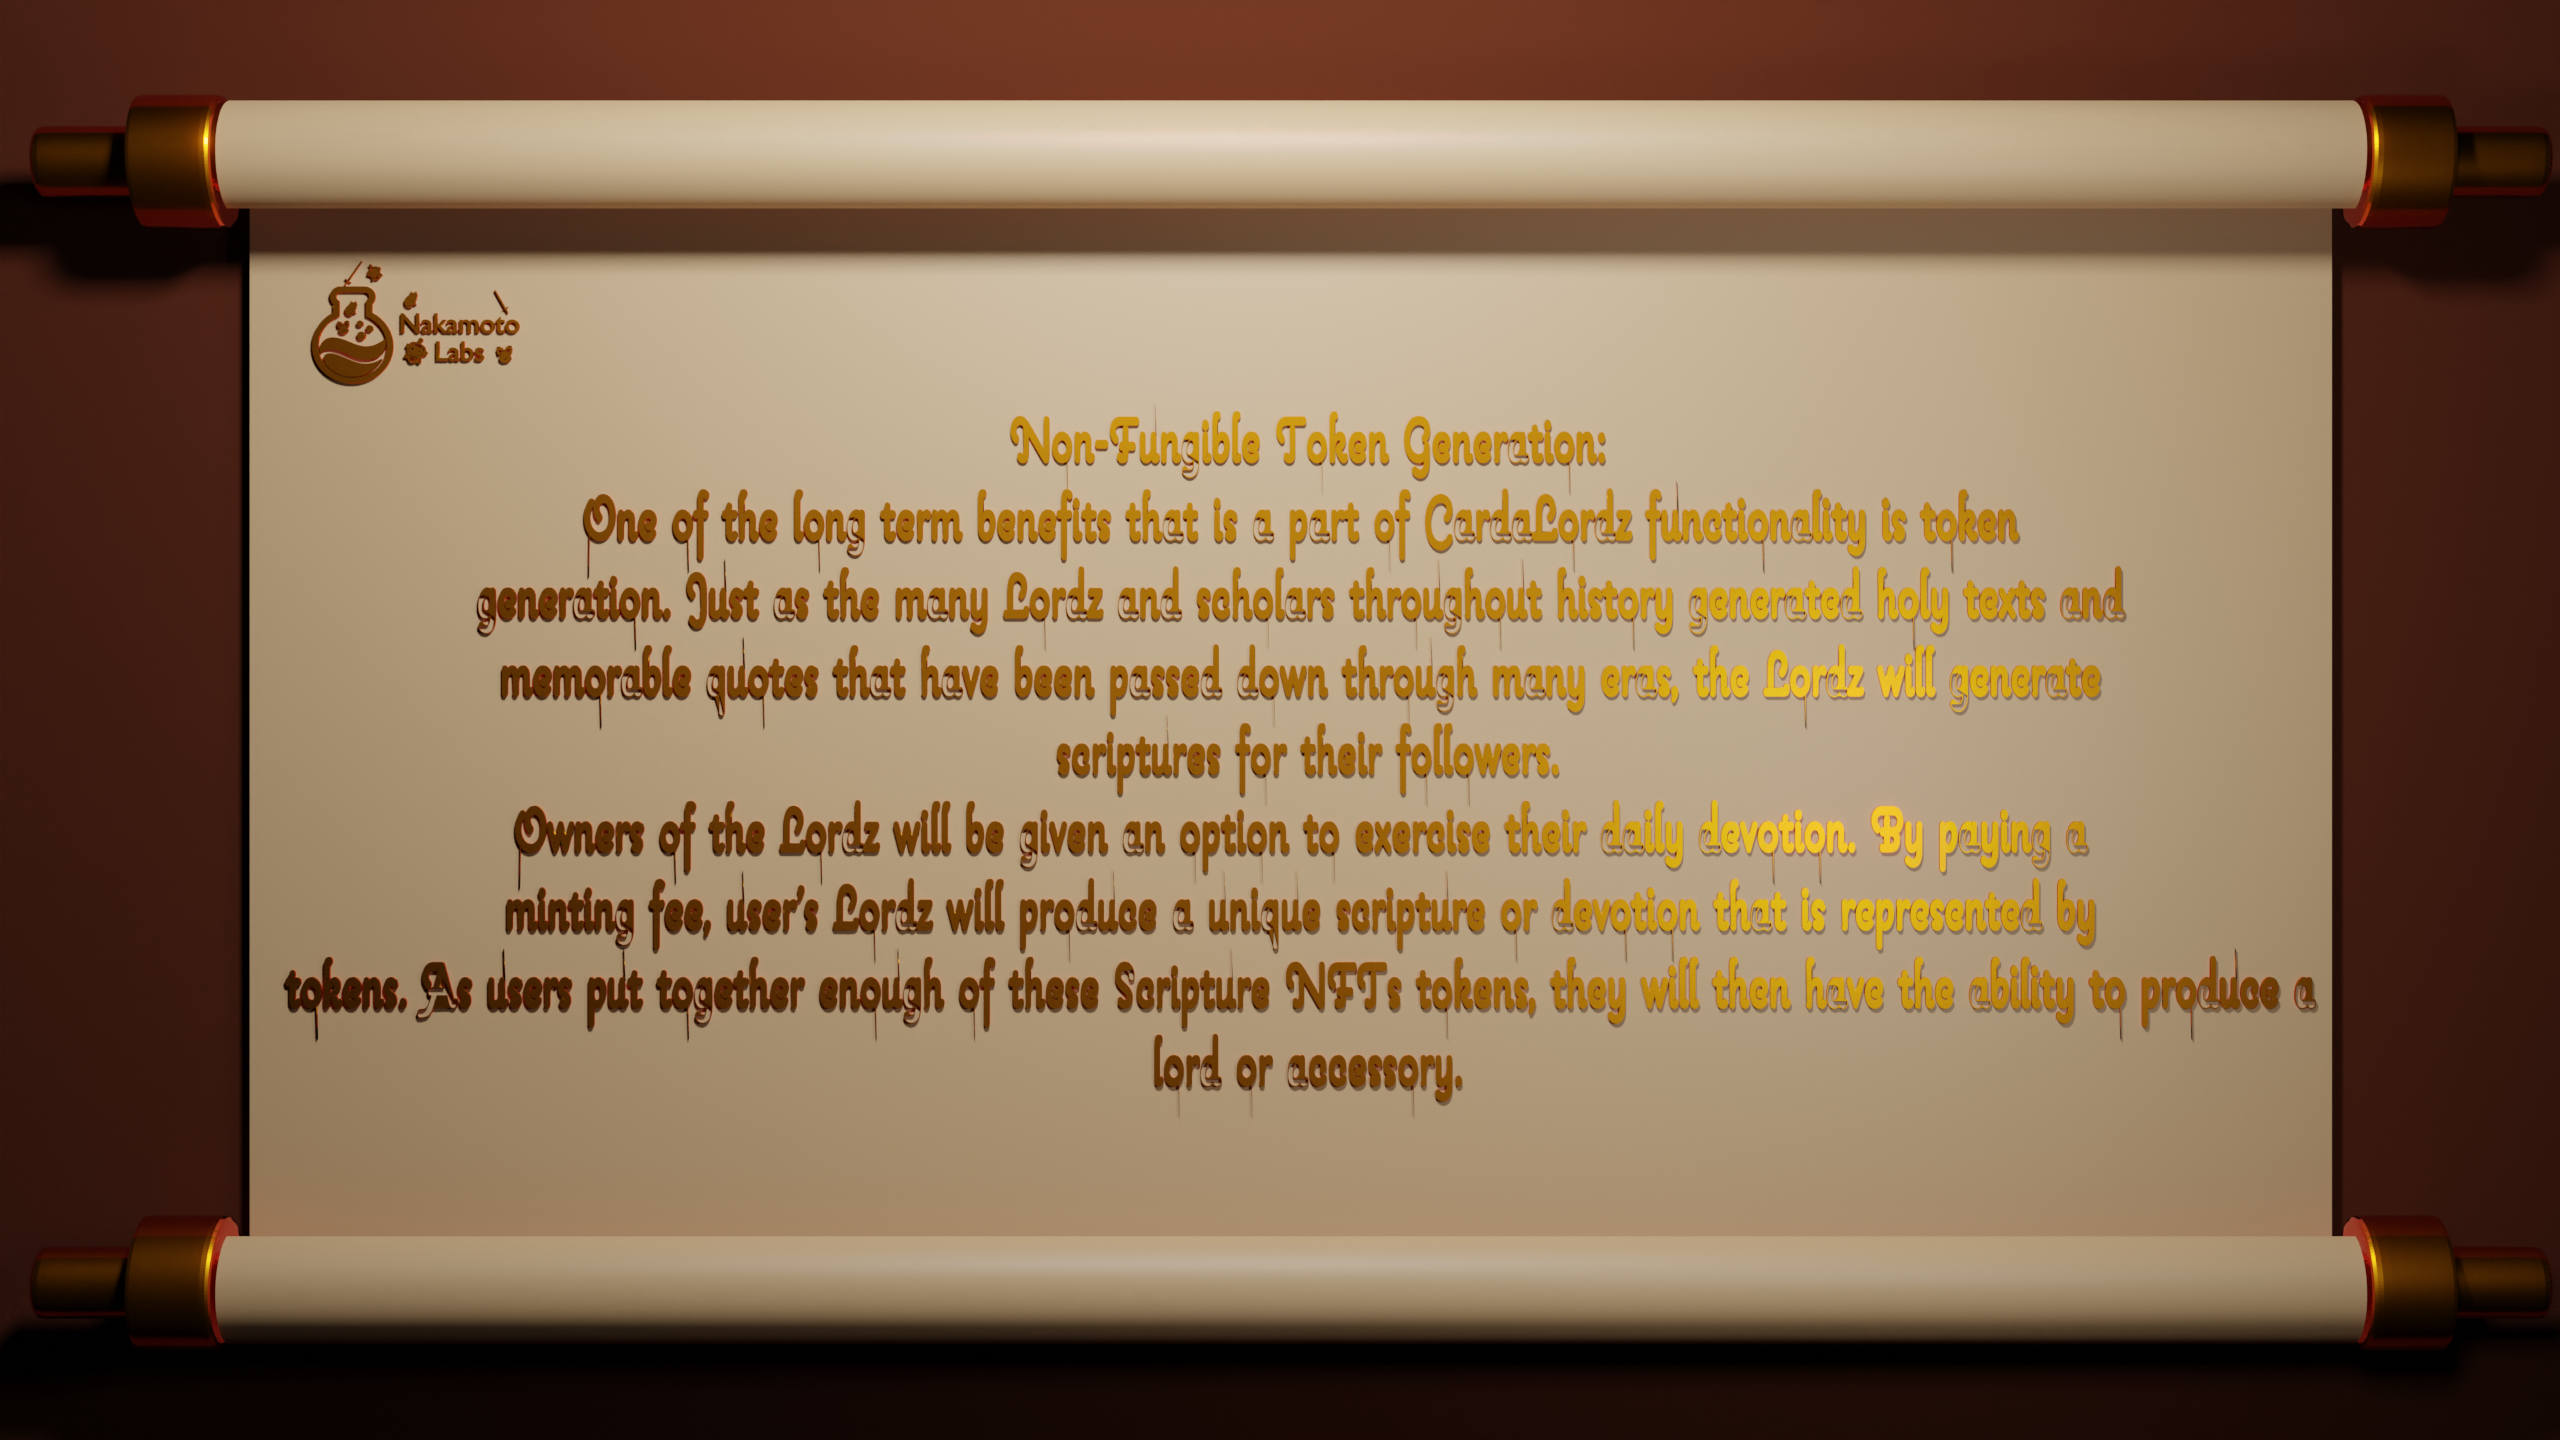 Nakamoto
Labs
Non-Fungible Token Generation:
One of the long term benefits that is a part of CardaLordz functionality is token
generation. Just as the many Lordz and scholars throughout history generated holy texts and
memorable quotes that have been passed down through many eras, the Lordz will generate
scriptures for their followers.
Owners of the Lordz will be given an option to exercise their daily devotion. By paying a
minting fee, user's Lordz will produce a unique scripture or devotion that is represented by
tokens. As users put together enough of these Scripture NFTs tokens, they will then have the ability to produce a
lord or accessory.